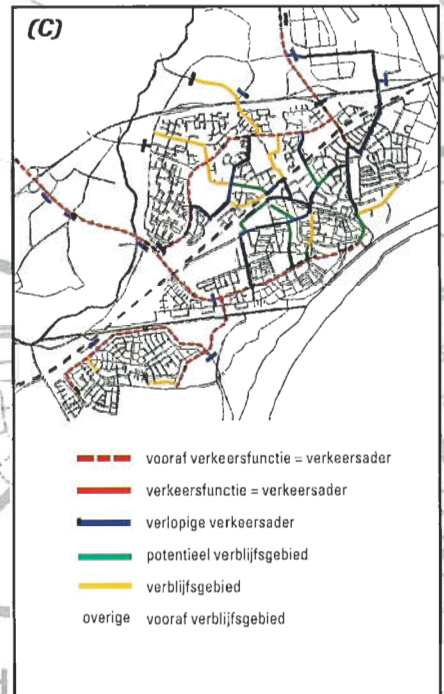 (C)
vooraf verkeersfunctie = verkeersader
verkeersfunctie = verkeersader
verlopige verkeersader
potentieel verblijfsgebied
verblijfsgebied
overige vooraf verblijfsgebied